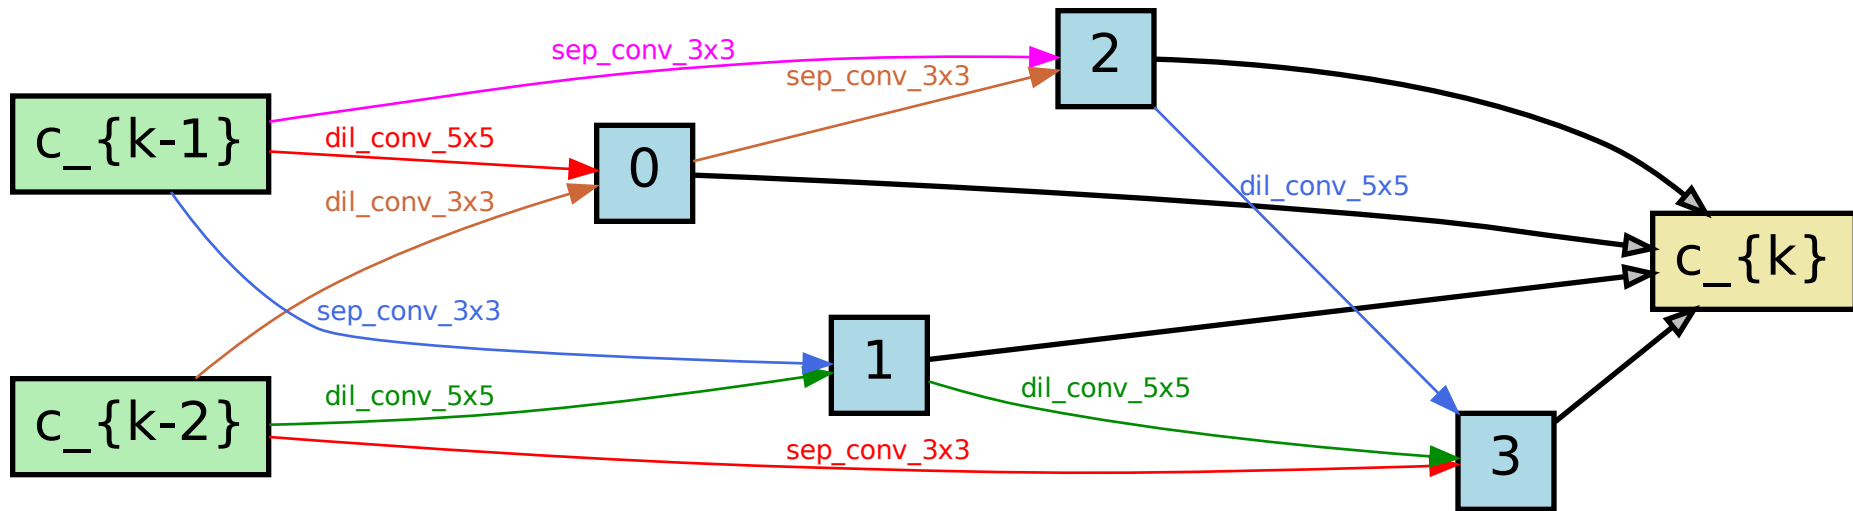 sep_conv_3x3
2
sep_conv_3x3
c_{k-1}
dil_conv_5x5
0
dil_conv_3x3
dil_conv_5x5
c_{k}
sep_conv_3x3
1
dil_conv_5x5
dil_conv_5x5
c_{k-2}
sep_conv_3x3
3